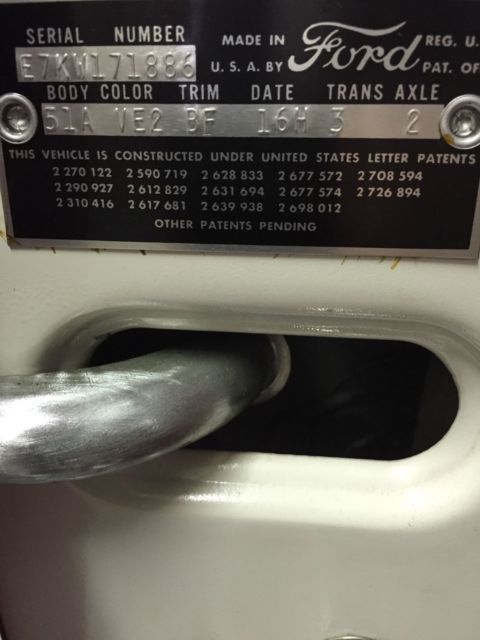 SERIAL NUMBER
MADE IN Ford REG. U.
E7KW171886 U. S. A. BY PAT. OF
BODY COLOR TRIM DATE TRANS AXLE
51A VE2 BF 16H 3 2
THIS VEHICLE IS CONSTRUCTED UNDER UNITED STATES LETTER PATENTS
2 270 122 2 590 719 2 628 833 2 677 572 2 708 594
2 290 927 2 612 829 2 631 694 2 677 574 2 726 894
2 310 416 2 617 681 2 639 938 2 698 012
OTHER PATENTS PENDING